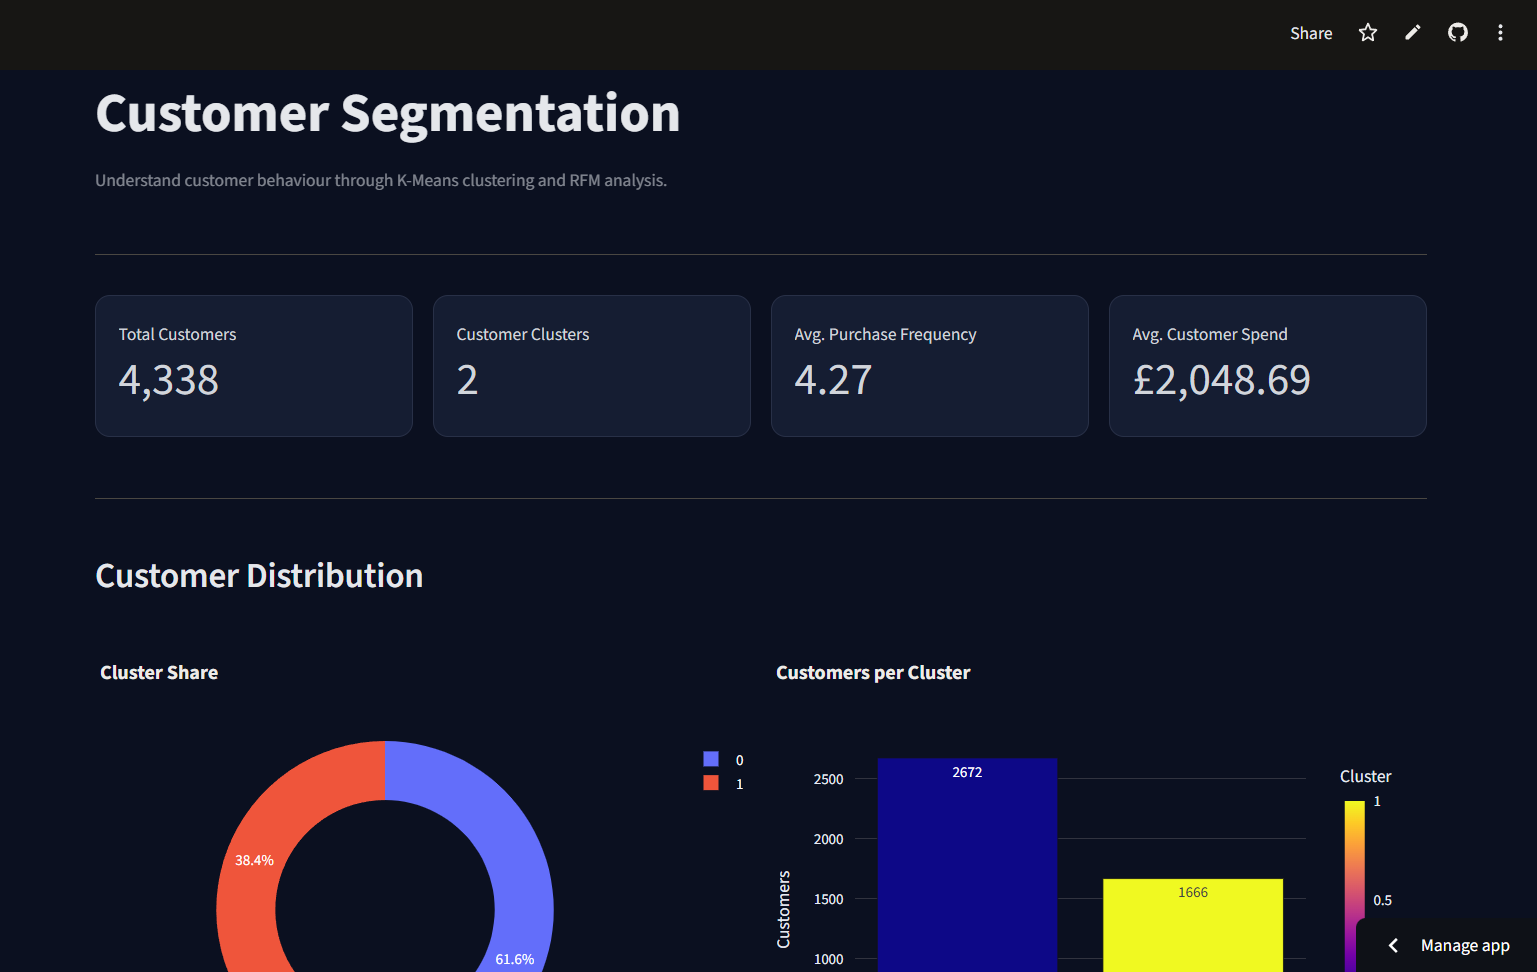 Share
Customer Segmentation
Understand customer behaviour through K-Means clustering and RFM analysis.
Total Customers
4,338
Customer Clusters
2
Avg. Purchase Frequency
4.27
Avg. Customer Spend
£2,048.69
Customer Distribution
Cluster Share
0
1
38.4%
61.6%
Customers per Cluster
2500
2000
1500
1000
Customers
2672
1666
Cluster
1
0.5
Manage app